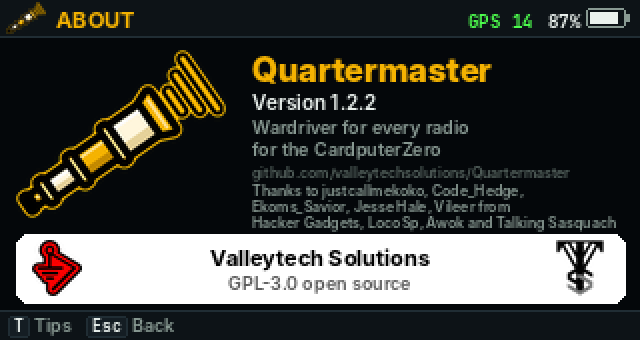 ABOUT
GPS 14 87%
Quartermaster
Version 1.2.2
Wardriver for every radio
for the CardputerZero
github.com/valleytechsolutions/Quartermaster
Thanks to justcallmekoko, Code_Hedge,
Ekoms_Savior, JesseHale, Vileer from
Hacker Gadgets, LocoSp, Awok and Talking Sasquach
Valleytech Solutions
GPL-3.0 open source
T Tips Esc Back